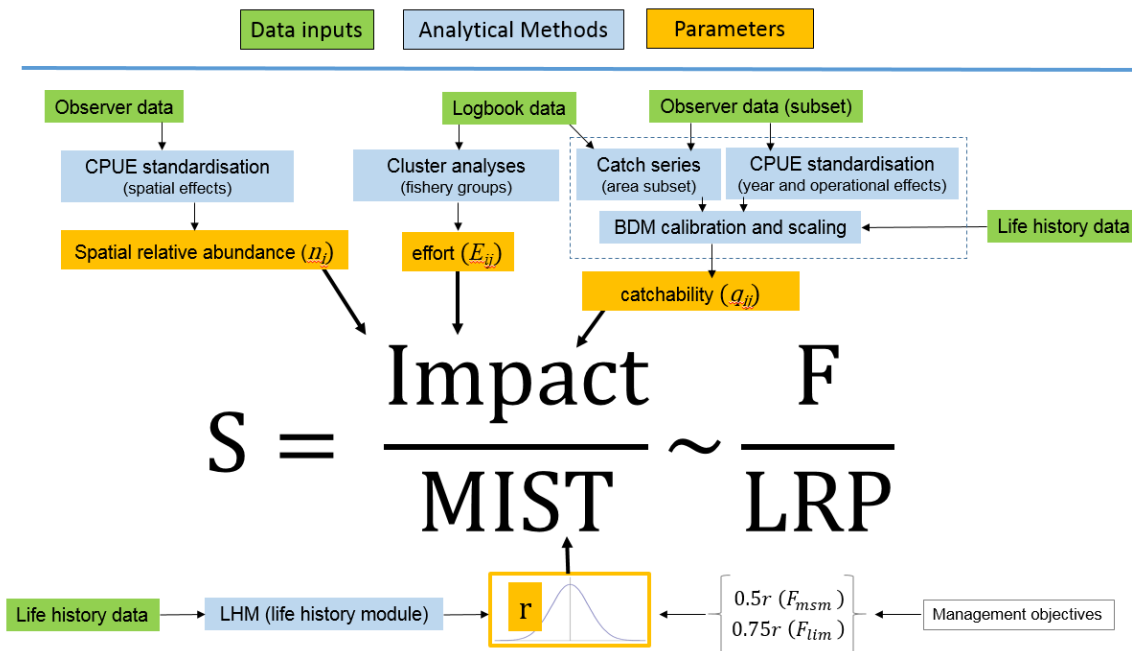 Data inputs
Analytical Methods
Parameters
Observer data
Logbook data
Observer data (subset)
CPUE standardisation
(spatial effects)
Cluster analyses
(fishery groups)
Catch series
(area subset)
CPUE standardisation
(year and operational effects)
BDM calibration and scaling
Life history data
Spatial relative abundance (n_i)
effort (E_ij)
catchability (q_ij)
S = Impact / MIST ~ F / LRP
Life history data
LHM (life history module)
r
0.5r (F_msm)
0.75r (F_lim)
Management objectives